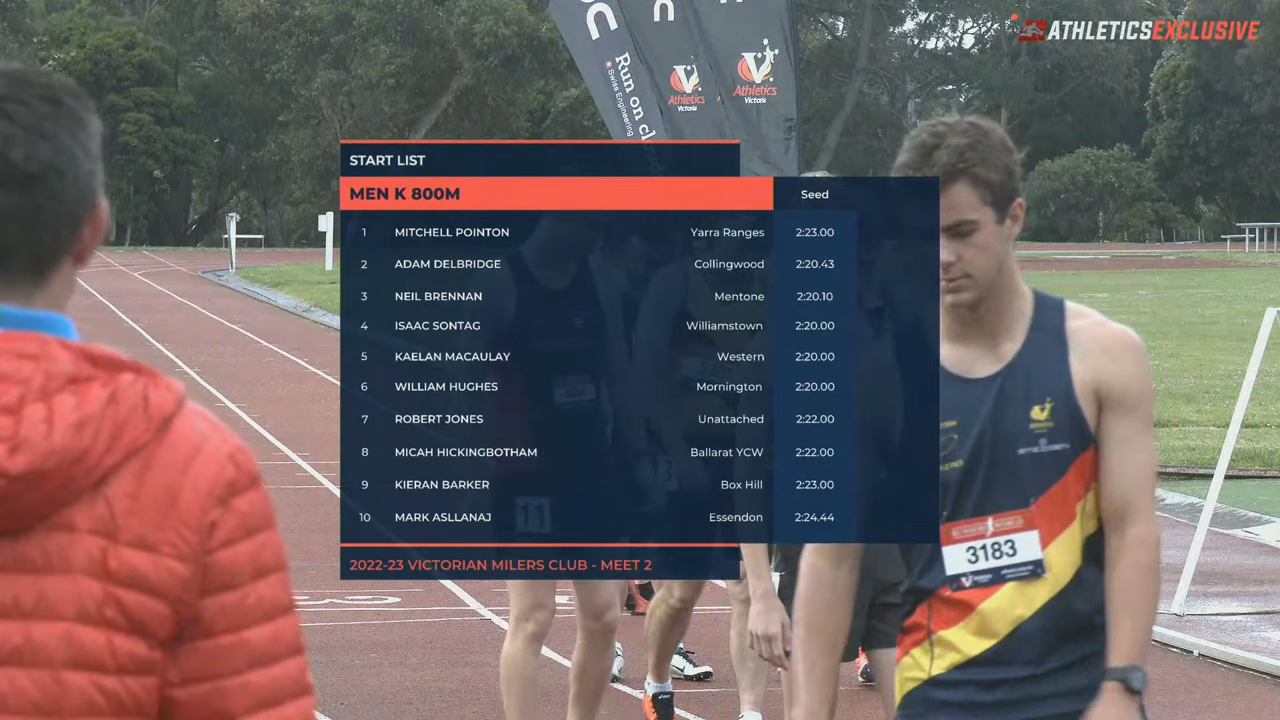 ATHLETICSEXCLUSIVE
Run on cl
Swiss Engineering
Athletics
Victoria
Athletics
Victoria
START LIST
MEN K 800M Seed
1 MITCHELL POINTON Yarra Ranges 2:23.00
2 ADAM DELBRIDGE Collingwood 2:20.43
3 NEIL BRENNAN Mentone 2:20.10
4 ISAAC SONTAG Williamstown 2:20.00
5 KAELAN MACAULAY Western 2:20.00
6 WILLIAM HUGHES Mornington 2:20.00
7 ROBERT JONES Unattached 2:22.00
8 MICAH HICKINGBOTHAM Ballarat YCW 2:22.00
9 KIERAN BARKER Box Hill 2:23.00
10 MARK ASLLANAJ Essendon 2:24.44
2022-23 VICTORIAN MILERS CLUB - MEET 2
3183
11
3